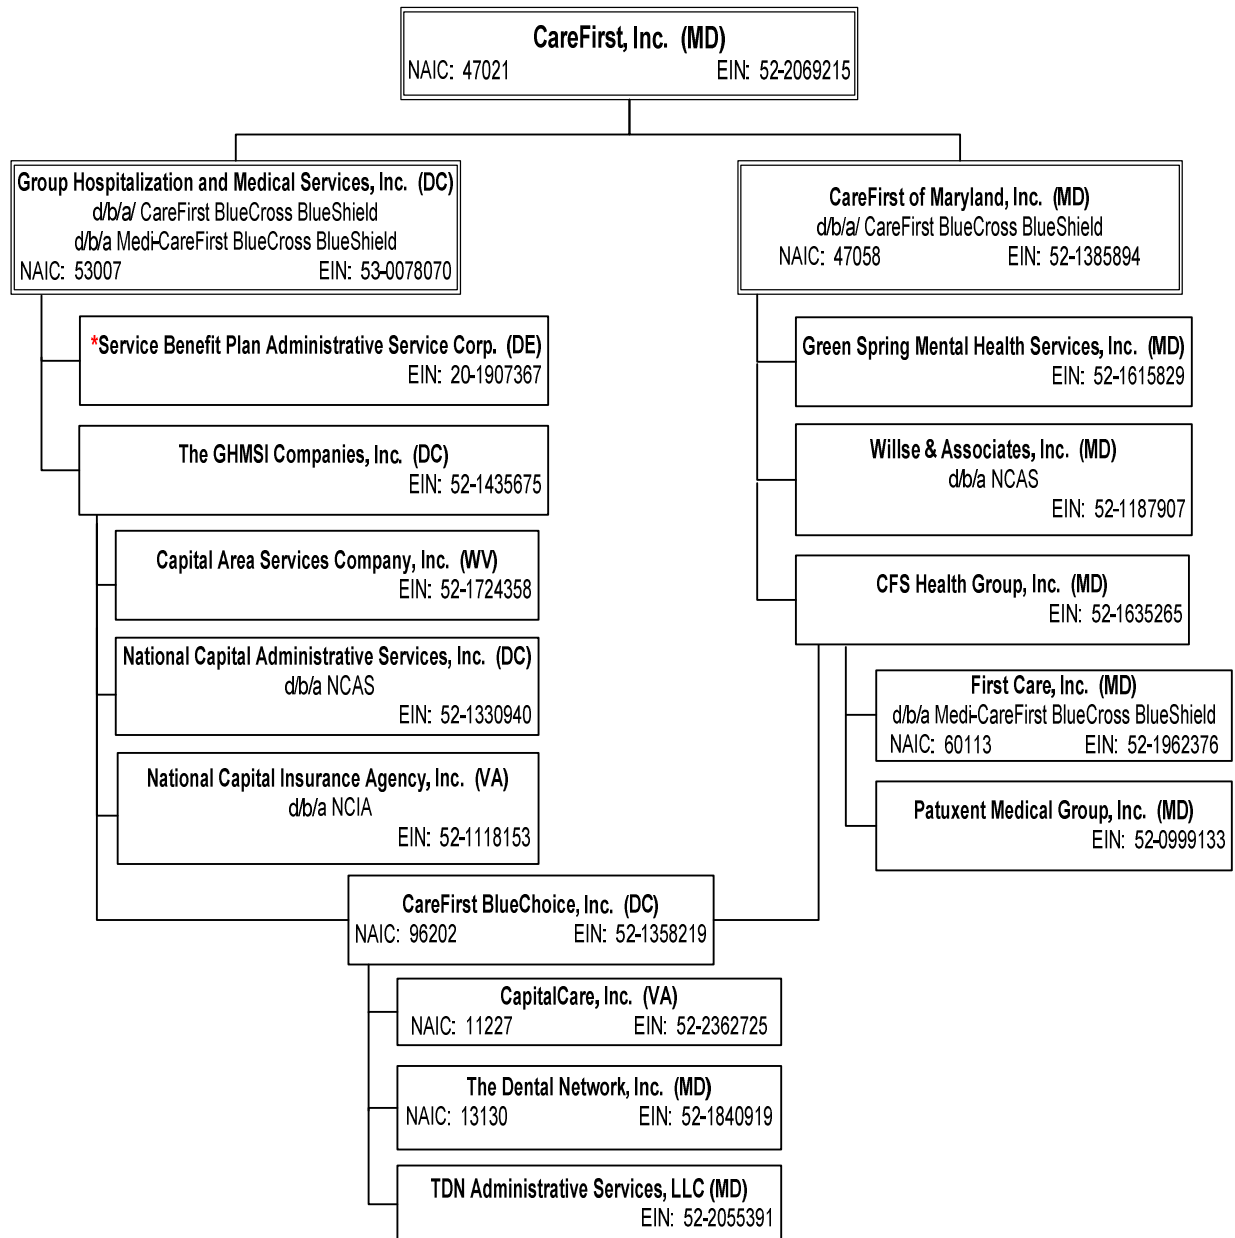 CareFirst, Inc. (MD)
NAIC: 47021 EIN: 52-2069215
Group Hospitalization and Medical Services, Inc. (DC)
d/b/a/ CareFirst BlueCross BlueShield
d/b/a Medi-CareFirst BlueCross BlueShield
NAIC: 53007 EIN: 53-0078070
CareFirst of Maryland, Inc. (MD)
d/b/a/ CareFirst BlueCross BlueShield
NAIC: 47058 EIN: 52-1385894
*Service Benefit Plan Administrative Service Corp. (DE)
EIN: 20-1907367
The GHMSI Companies, Inc. (DC)
EIN: 52-1435675
Capital Area Services Company, Inc. (WV)
EIN: 52-1724358
National Capital Administrative Services, Inc. (DC)
d/b/a NCAS
EIN: 52-1330940
National Capital Insurance Agency, Inc. (VA)
d/b/a NCIA
EIN: 52-1118153
Green Spring Mental Health Services, Inc. (MD)
EIN: 52-1615829
Willse & Associates, Inc. (MD)
d/b/a NCAS
EIN: 52-1187907
CFS Health Group, Inc. (MD)
EIN: 52-1635265
First Care, Inc. (MD)
d/b/a Medi-CareFirst BlueCross BlueShield
NAIC: 60113 EIN: 52-1962376
Patuxent Medical Group, Inc. (MD)
EIN: 52-0999133
CareFirst BlueChoice, Inc. (DC)
NAIC: 96202 EIN: 52-1358219
CapitalCare, Inc. (VA)
NAIC: 11227 EIN: 52-2362725
The Dental Network, Inc. (MD)
NAIC: 13130 EIN: 52-1840919
TDN Administrative Services, LLC (MD)
EIN: 52-2055391